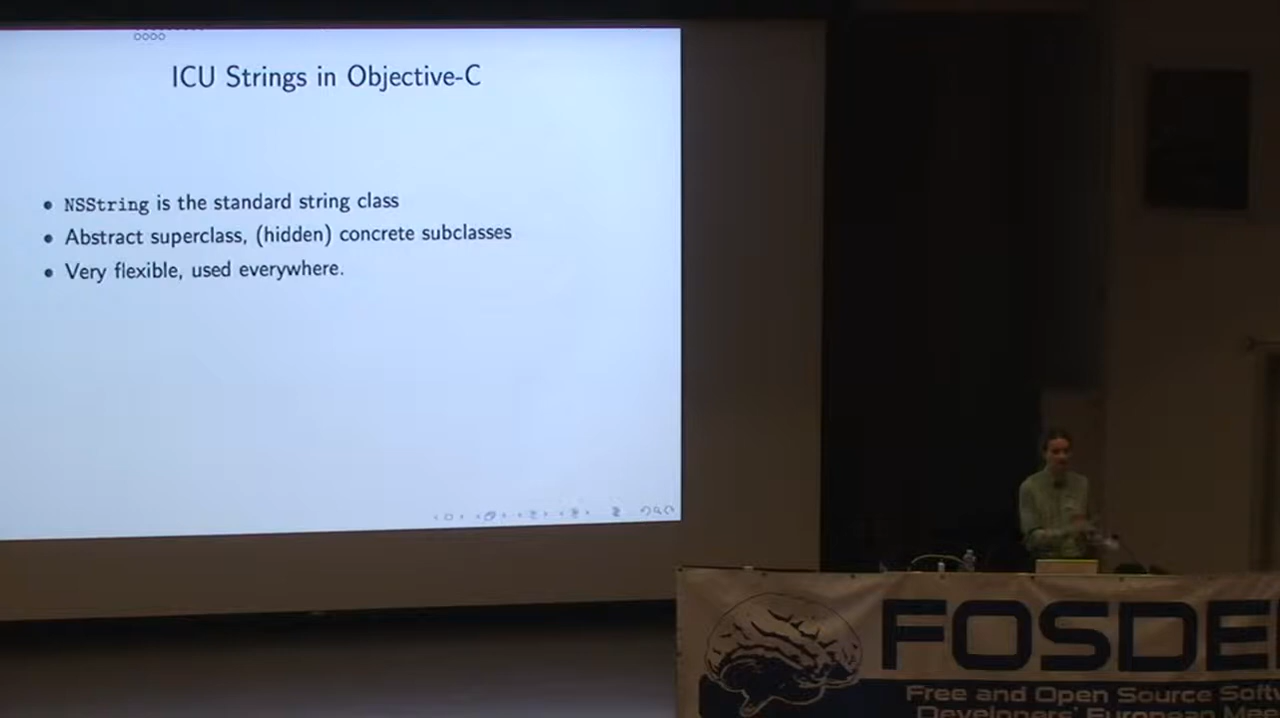 ICU Strings in Objective-C
• NSString is the standard string class
• Abstract superclass, (hidden) concrete subclasses
• Very flexible, used everywhere.
FOSDE
Free and Open Source Soft
Developers' European Mee